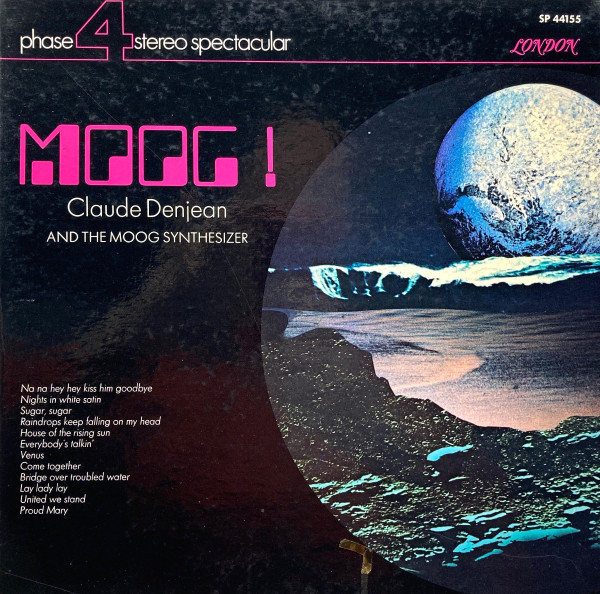 phase 4 stereo spectacular
SP 44155
LONDON
MOOG!
Claude Denjean
AND THE MOOG SYNTHESIZER
Na na hey hey kiss him goodbye
Nights in white satin
Sugar, sugar
Raindrops keep falling on my head
House of the rising sun
Everybody's talkin'
Venus
Come together
Bridge over troubled water
Lay lady lay
United we stand
Proud Mary